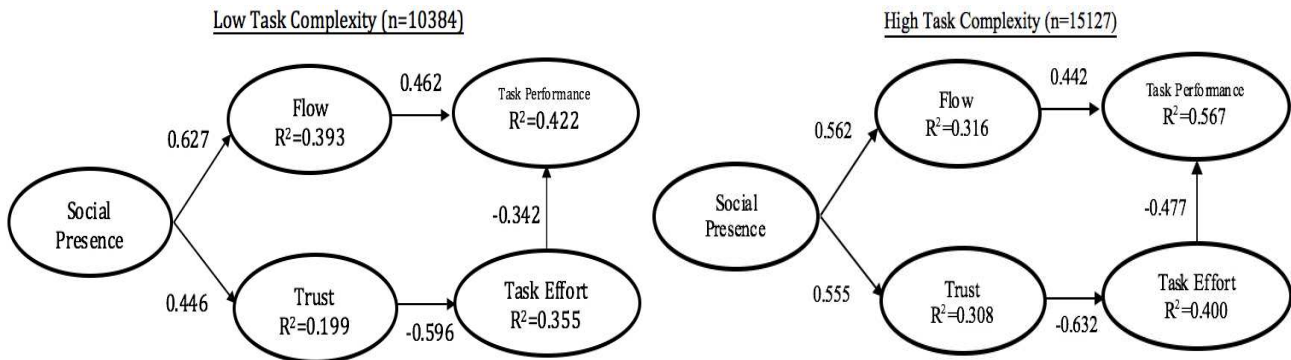 Low Task Complexity (n=10384)
0.462
Flow
R²=0.393
Task Performance
R²=0.422
0.627
Social
Presence
-0.342
0.446
Trust
R²=0.199
-0.596
Task Effort
R²=0.355
High Task Complexity (n=15127)
0.442
Flow
R²=0.316
Task Performance
R²=0.567
0.562
Social
Presence
-0.477
0.555
Trust
R²=0.308
-0.632
Task Effort
R²=0.400